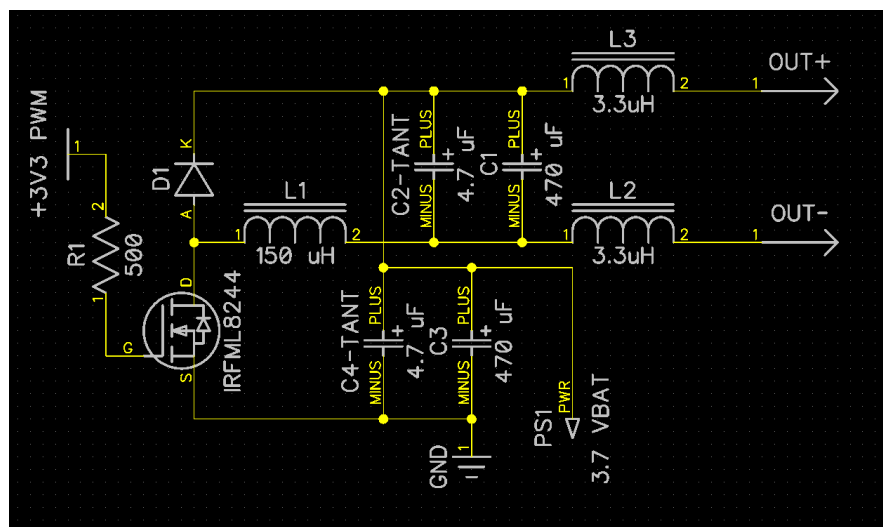 L3
1
2
3.3uH
1
OUT+
+3V3 PWM
1
K
D1
A
PLUS
C2-TANT
4.7 uF
MINUS
PLUS
C1
470 uF
MINUS
2
R1
500
1
L1
1
2
150 uH
L2
1
2
3.3uH
1
OUT-
D
G
S
IRFML8244
PLUS
C4-TANT
4.7 uF
MINUS
PLUS
C3
470 uF
MINUS
PWR
PS1
3.7 VBAT
GND
1